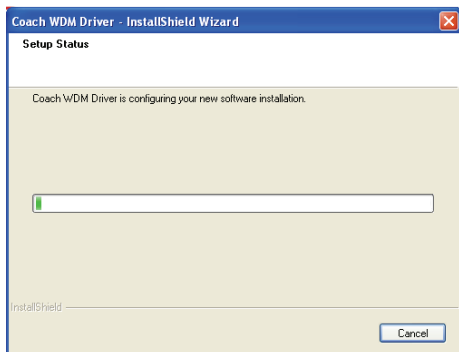 Coach WDM Driver - InstallShield Wizard
Setup Status
Coach WDM Driver is configuring your new software installation.
InstallShield
Cancel